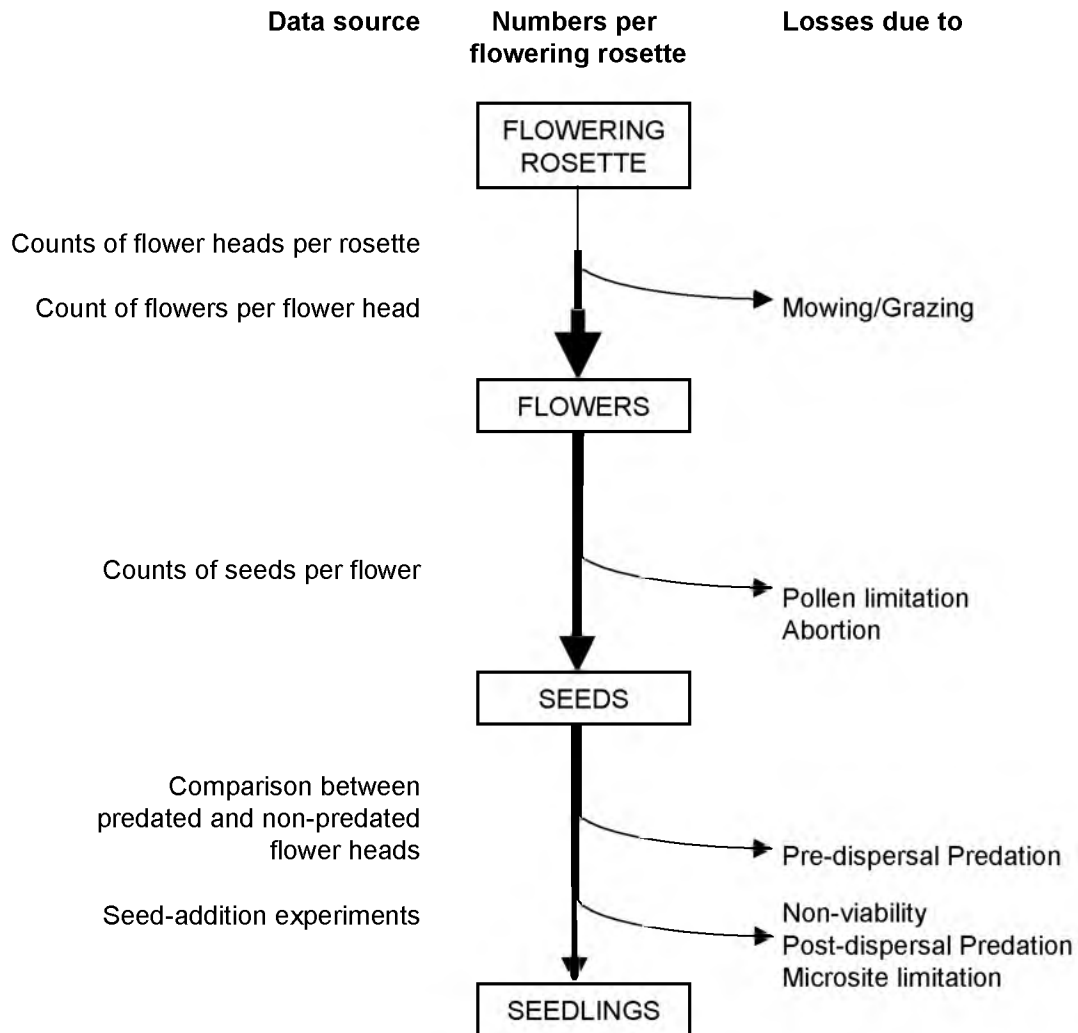 Data source
Numbers per
flowering rosette
Losses due to
FLOWERING
ROSETTE
Counts of flower heads per rosette
Count of flowers per flower head
Mowing/Grazing
FLOWERS
Counts of seeds per flower
Pollen limitation
Abortion
SEEDS
Comparison between
predated and non-predated
flower heads
Pre-dispersal Predation
Seed-addition experiments
Non-viability
Post-dispersal Predation
Microsite limitation
SEEDLINGS